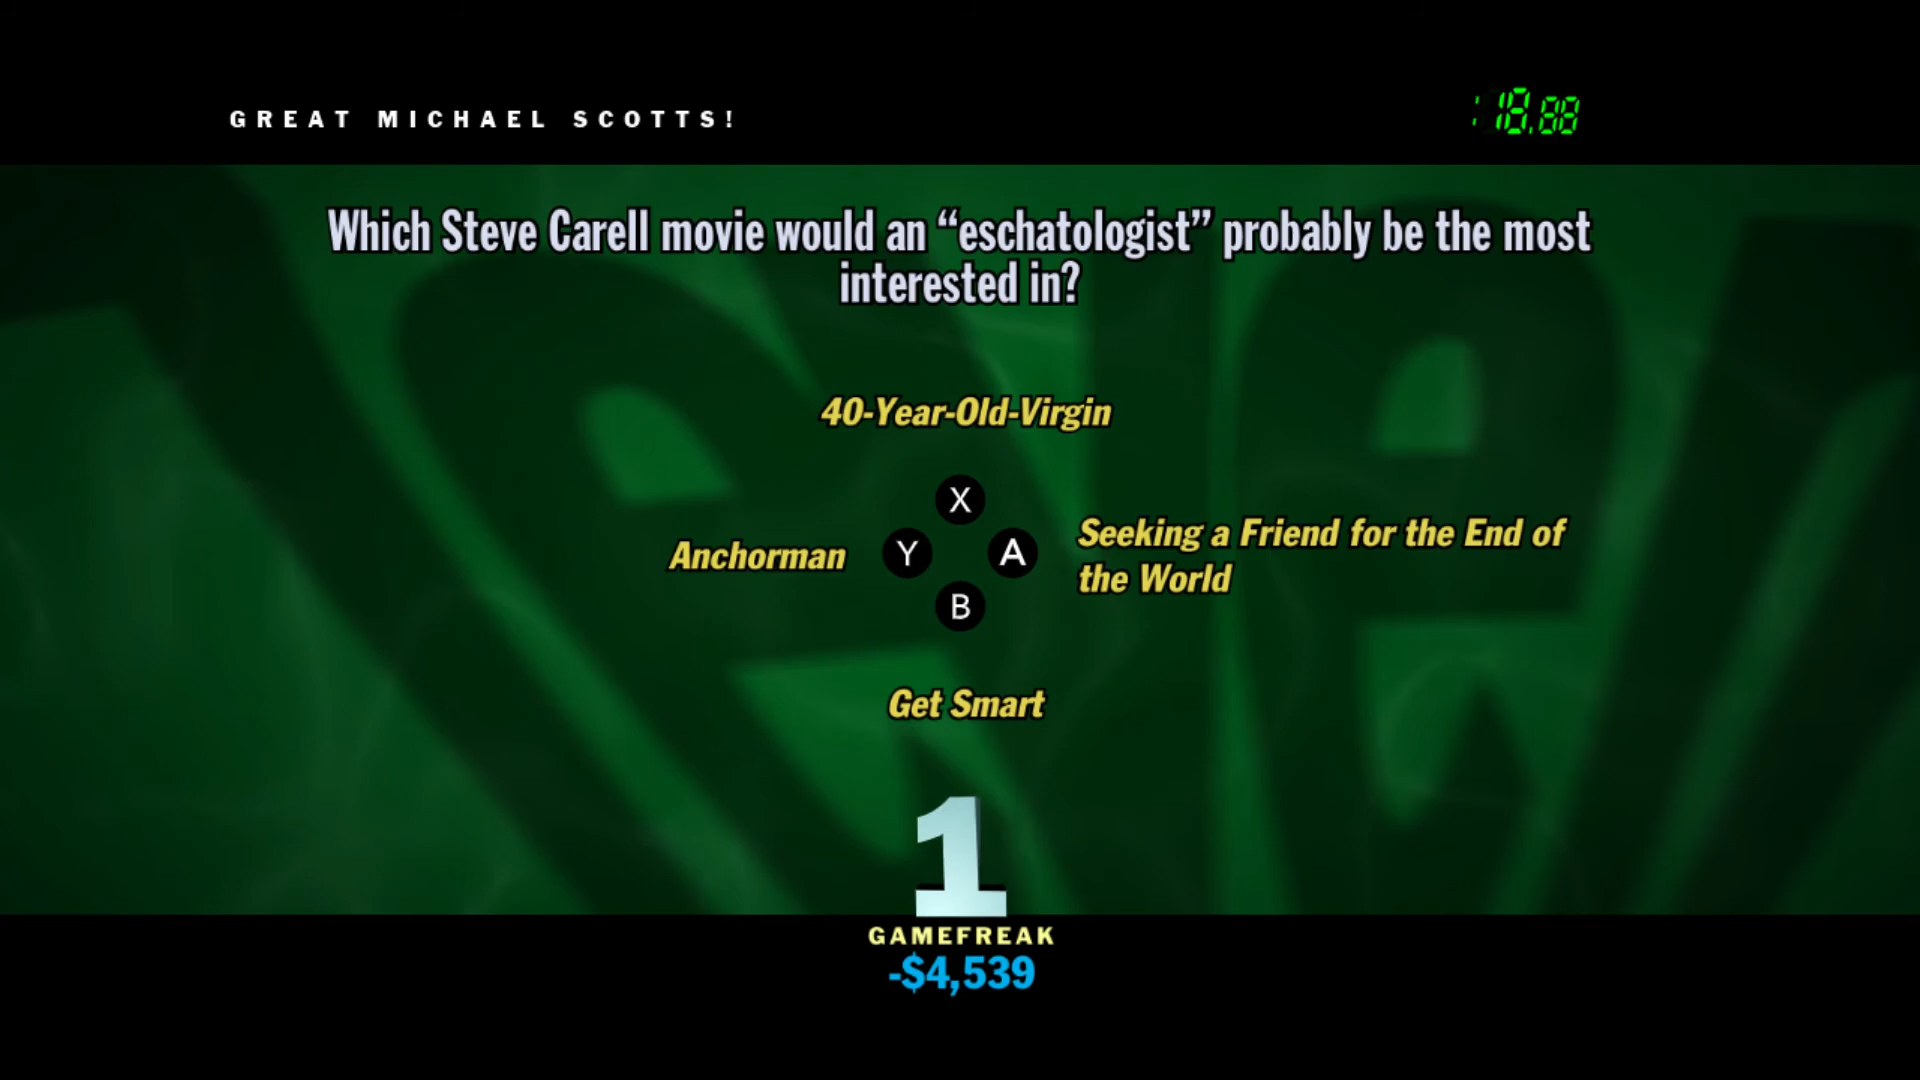 GREAT MICHAEL SCOTTS!
18.88
Which Steve Carell movie would an “eschatologist” probably be the most
interested in?
40-Year-Old-Virgin
X
Anchorman
Y
A
Seeking a Friend for the End of
the World
B
Get Smart
1
GAMEFREAK
-$4,539